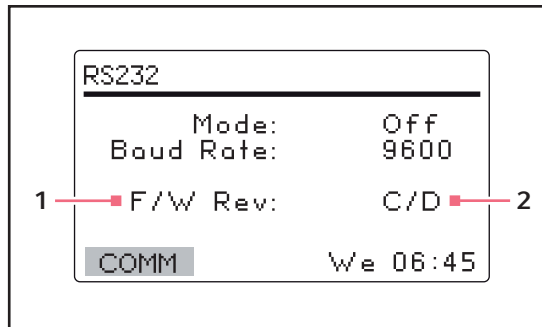 RS232
Mode: Off
Baud Rate: 9600
1 F/W Rev: C/D 2
COMM We 06:45